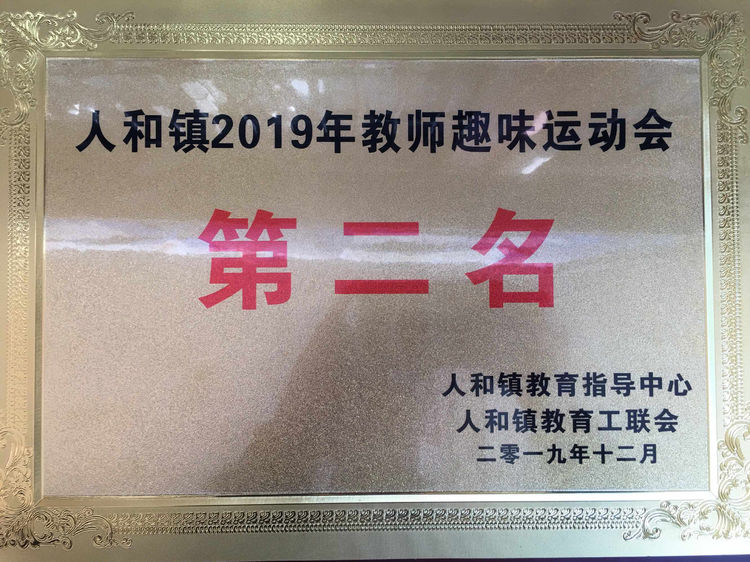 人和镇2019年教师趣味运动会
第二名
人和镇教育指导中心
人和镇教育工联会
二零一九年十二月